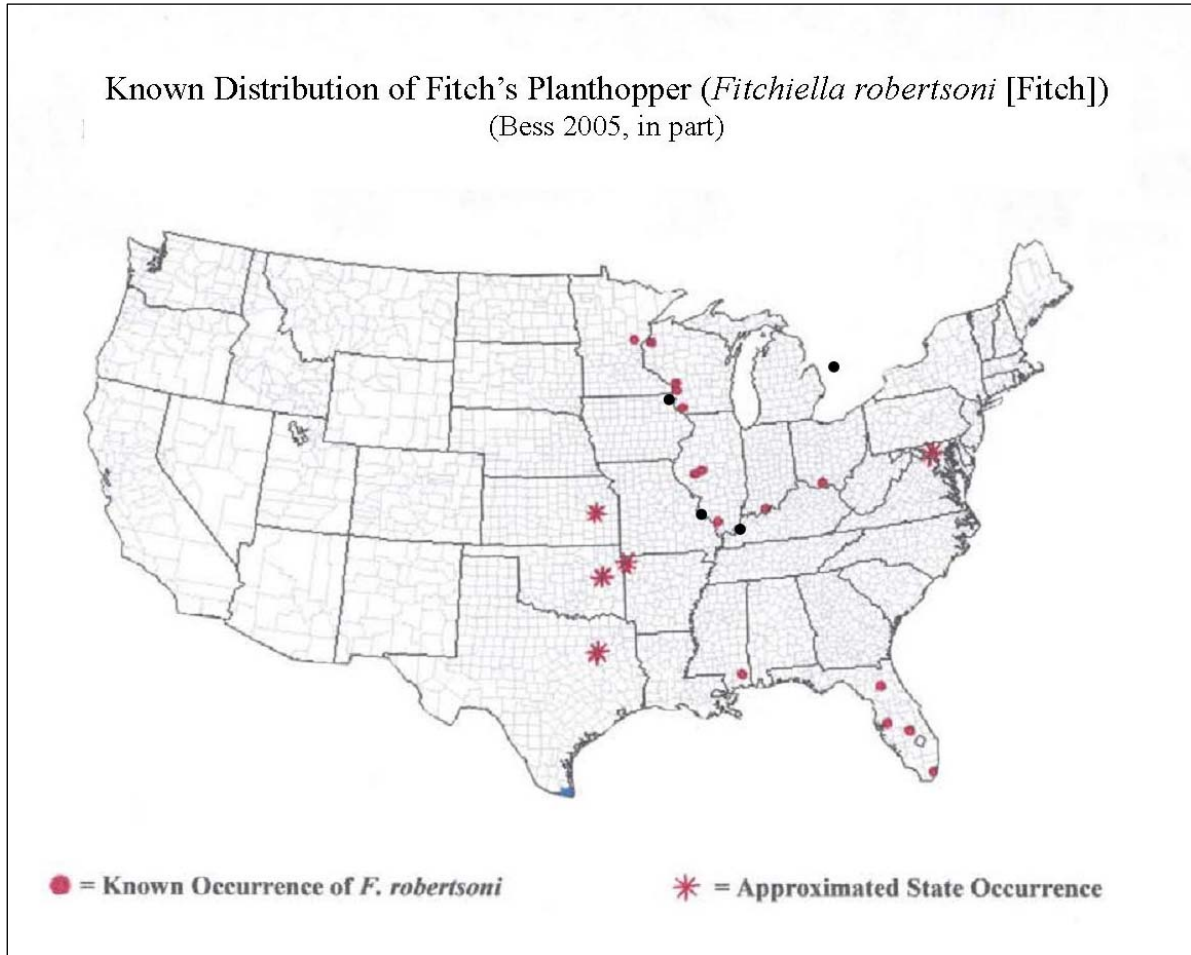 Known Distribution of Fitch's Planthopper (Fitchiella robertsoni [Fitch])
(Bess 2005, in part)
= Known Occurrence of F. robertsoni
= Approximated State Occurrence